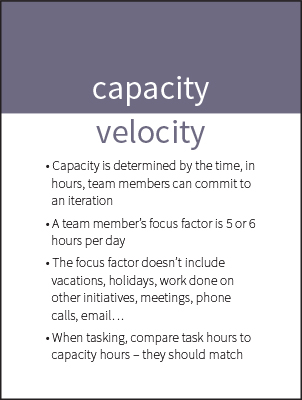 capacity
velocity
• Capacity is determined by the time, in
hours, team members can commit to
an iteration
• A team member's focus factor is 5 or 6
hours per day
• The focus factor doesn't include
vacations, holidays, work done on
other initiatives, meetings, phone
calls, email…
• When tasking, compare task hours to
capacity hours – they should match